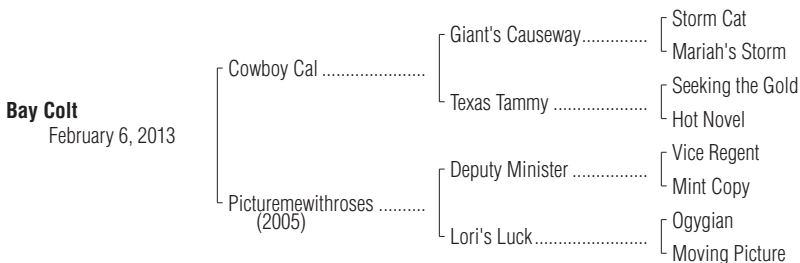 Storm Cat
Giant's Causeway..............
Mariah's Storm
Cowboy Cal ......................
Seeking the Gold
Texas Tammy ....................
Hot Novel
Bay Colt
February 6, 2013
Vice Regent
Deputy Minister ................
Mint Copy
Picturemewithroses ..........
(2005)
Ogygian
Lori's Luck........................
Moving Picture